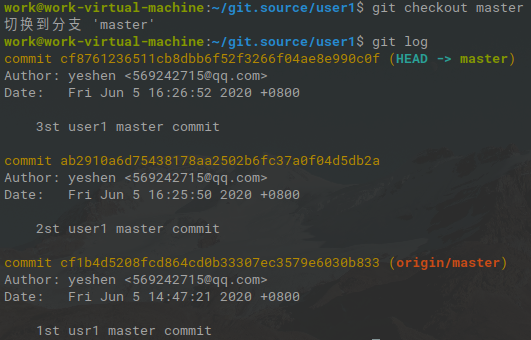 work@work-virtual-machine:~/git.source/user1$ git checkout master
切换到分支 'master'
work@work-virtual-machine:~/git.source/user1$ git log
commit cf8761236511cb8dbb6f52f3266f04ae8e990c0f (HEAD -> master)
Author: yeshen <569242715@qq.com>
Date:   Fri Jun 5 16:26:52 2020 +0800
    3st user1 master commit
commit ab2910a6d75438178aa2502b6fc37a0f04d5db2a
Author: yeshen <569242715@qq.com>
Date:   Fri Jun 5 16:25:50 2020 +0800
    2st user1 master commit
commit cf1b4d5208fcd864cd0b33307ec3579e6030b833 (origin/master)
Author: yeshen <569242715@qq.com>
Date:   Fri Jun 5 14:47:21 2020 +0800
    1st usr1 master commit